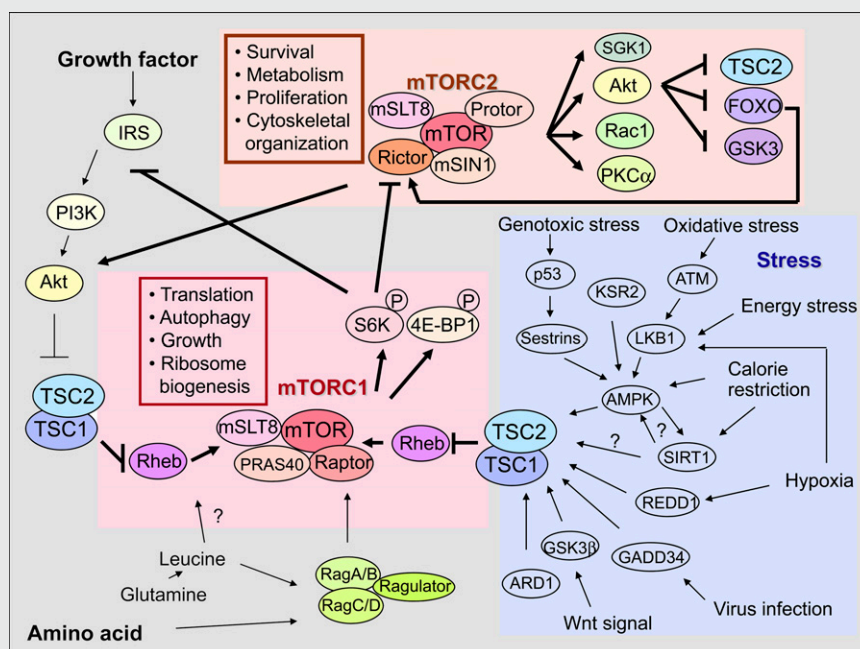 Growth factor
IRS
PI3K
Akt
TSC2
TSC1
• Survival
• Metabolism
• Proliferation
• Cytoskeletal
organization
mTORC2
mSLT8
Protor
mTOR
Rictor
mSIN1
SGK1
Akt
Rac1
PKCα
TSC2
FOXO
GSK3
• Translation
• Autophagy
• Growth
• Ribosome
biogenesis
P
S6K
P
4E-BP1
mTORC1
mSLT8
mTOR
PRAS40
Raptor
Rheb
Rheb
?
Leucine
Glutamine
Amino acid
RagA/B
RagC/D
Ragulator
Genotoxic stress
Oxidative stress
Stress
p53
KSR2
ATM
Energy stress
Sestrins
LKB1
Calorie
restriction
AMPK
?
?
SIRT1
TSC2
TSC1
REDD1
Hypoxia
GSK3β
GADD34
ARD1
Virus infection
Wnt signal